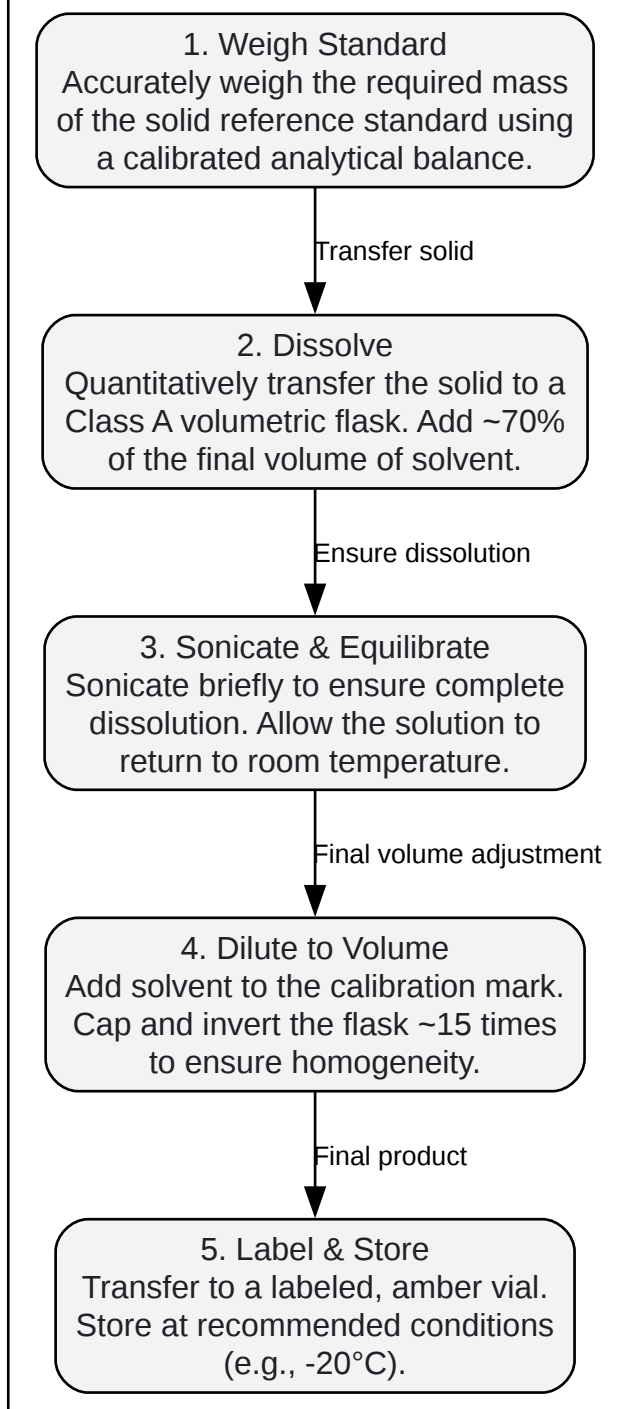 1. Weigh Standard
Accurately weigh the required mass
of the solid reference standard using
a calibrated analytical balance.
Transfer solid
2. Dissolve
Quantitatively transfer the solid to a
Class A volumetric flask. Add ~70%
of the final volume of solvent.
Ensure dissolution
3. Sonicate & Equilibrate
Sonicate briefly to ensure complete
dissolution. Allow the solution to
return to room temperature.
Final volume adjustment
4. Dilute to Volume
Add solvent to the calibration mark.
Cap and invert the flask ~15 times
to ensure homogeneity.
Final product
5. Label & Store
Transfer to a labeled, amber vial.
Store at recommended conditions
(e.g., -20°C).